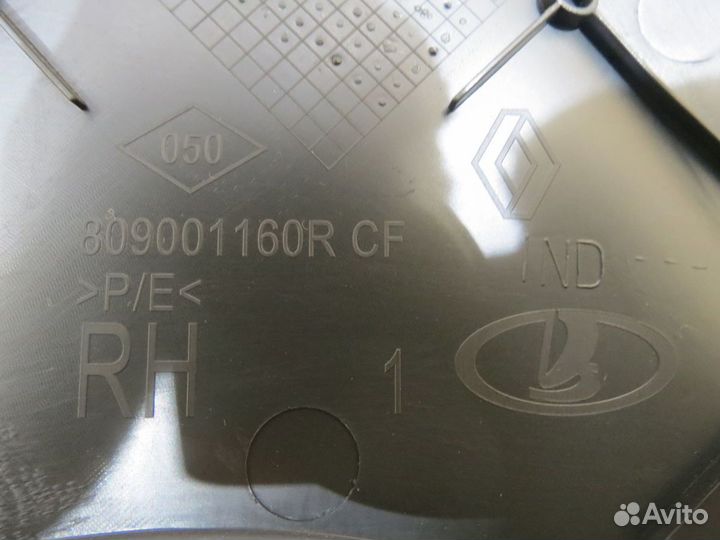 050
809001160R CF
IND
>P/E<
RH
1
Avito